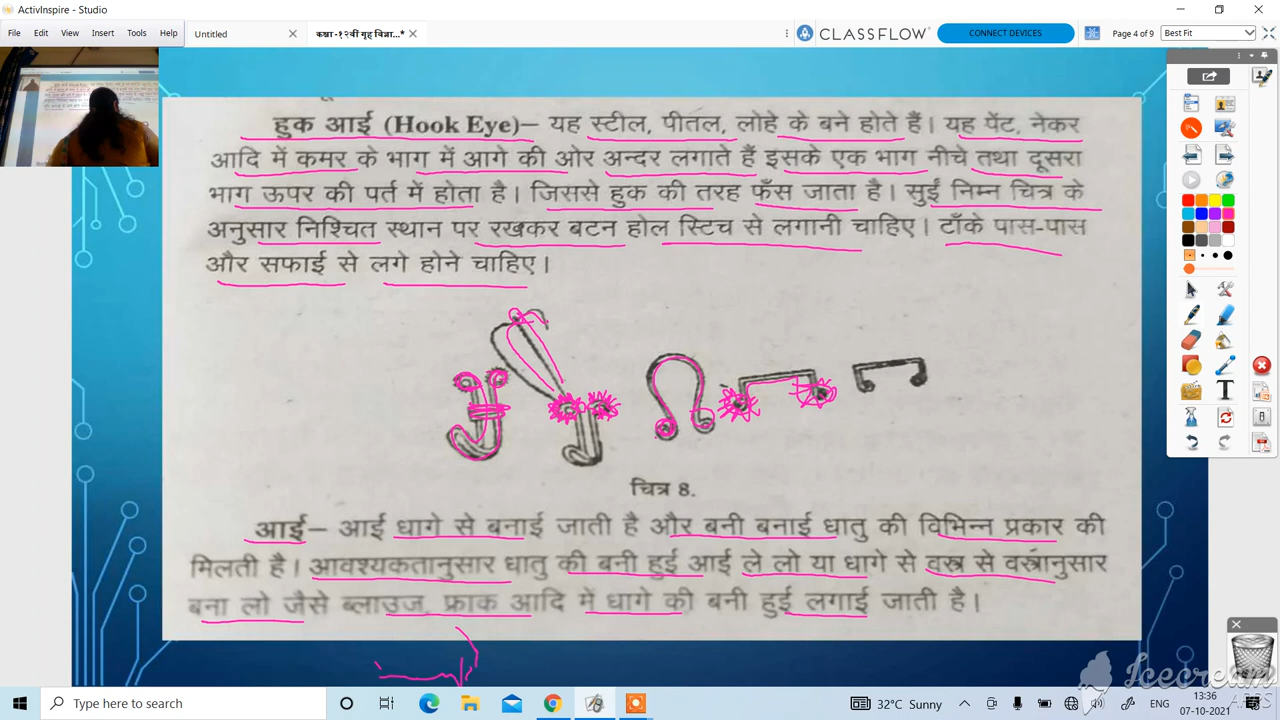 ActivInspire - Studio
File Edit View Insert Tools Help
Untitled
कक्षा-१२वीं गृह विज्ञा...*
CLASSFLOW
CONNECT DEVICES
Page 4 of 9
Best Fit
हुक आई (Hook Eye)– यह स्टील, पीतल, लोहे के बने होते हैं। यह पेंट, नेकर
आदि में कमर के भाग में आगे की ओर अन्दर लगाते हैं इसके एक भाग नीचे तथा दूसरा
भाग ऊपर की पर्त में होता है। जिससे हुक की तरह फँस जाता है। सुईं निम्न चित्र के
अनुसार निश्चित स्थान पर रखकर बटन होल स्टिच से लगानी चाहिए। टाँके पास-पास
और सफाई से लगे होने चाहिए।
चित्र 8.
आई– आई धागे से बनाई जाती है और बनी बनाई धातु की विभिन्न प्रकार की
मिलती है। आवश्यकतानुसार धातु की बनी हुई आई ले लो या धागे से वस्त्र से वस्त्रानुसार
बना लो जैसे ब्लाउज, फ्राक आदि में धागे की बनी हुई लगाई जाती है।
Icecream
APPS
Type here to search
32°C Sunny
ENG
13:36
07-10-2021